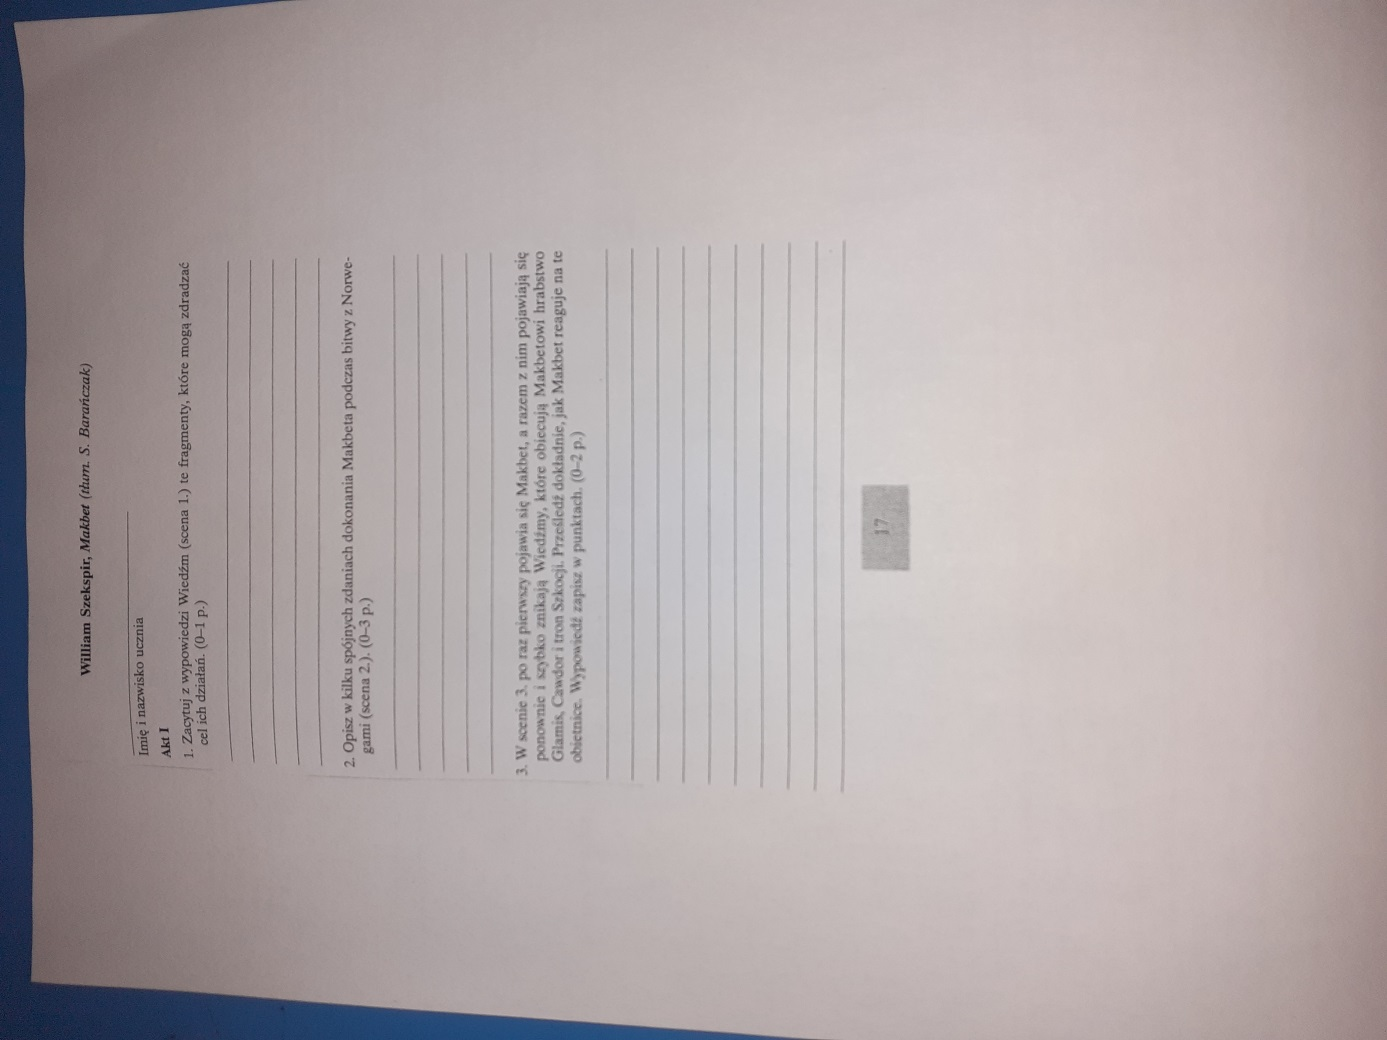 William Szekspir, Makbet (tłum. S. Barańczak)
Imię i nazwisko ucznia
Akt I
1. Zacytuj z wypowiedzi Wiedźm (scena 1.) te fragmenty, które mogą zdradzać
cel ich działań. (0–1 p.)
2. Opisz w kilku spójnych zdaniach dokonania Makbeta podczas bitwy z Norwe-
gami (scena 2.). (0–3 p.)
3. W scenie 3. po raz pierwszy pojawia się Makbet, a razem z nim pojawiają się
ponownie i szybko znikają Wiedźmy, które obiecują Makbetowi hrabstwo
Glamis, Cawdor i tron Szkocji. Prześledź dokładnie, jak Makbet reaguje na te
obietnice. Wypowiedź zapisz w punktach. (0–2 p.)
17